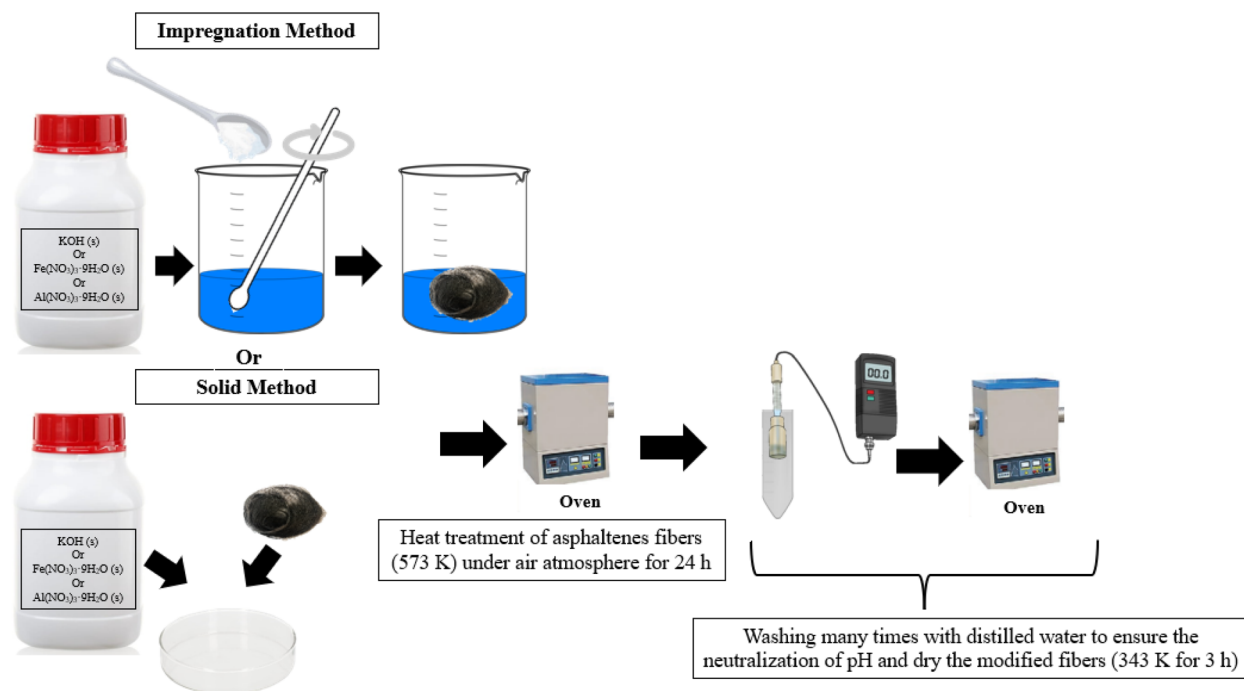 Impregnation Method
KOH (s)
Or
Fe(NO₃)₃·9H₂O (s)
Or
Al(NO₃)₃·9H₂O (s)
Or
Solid Method
KOH (s)
Or
Fe(NO₃)₃·9H₂O (s)
Or
Al(NO₃)₃·9H₂O (s)
Oven
Heat treatment of asphaltenes fibers
(573 K) under air atmosphere for 24 h
00.0
Oven
Washing many times with distilled water to ensure the
neutralization of pH and dry the modified fibers (343 K for 3 h)